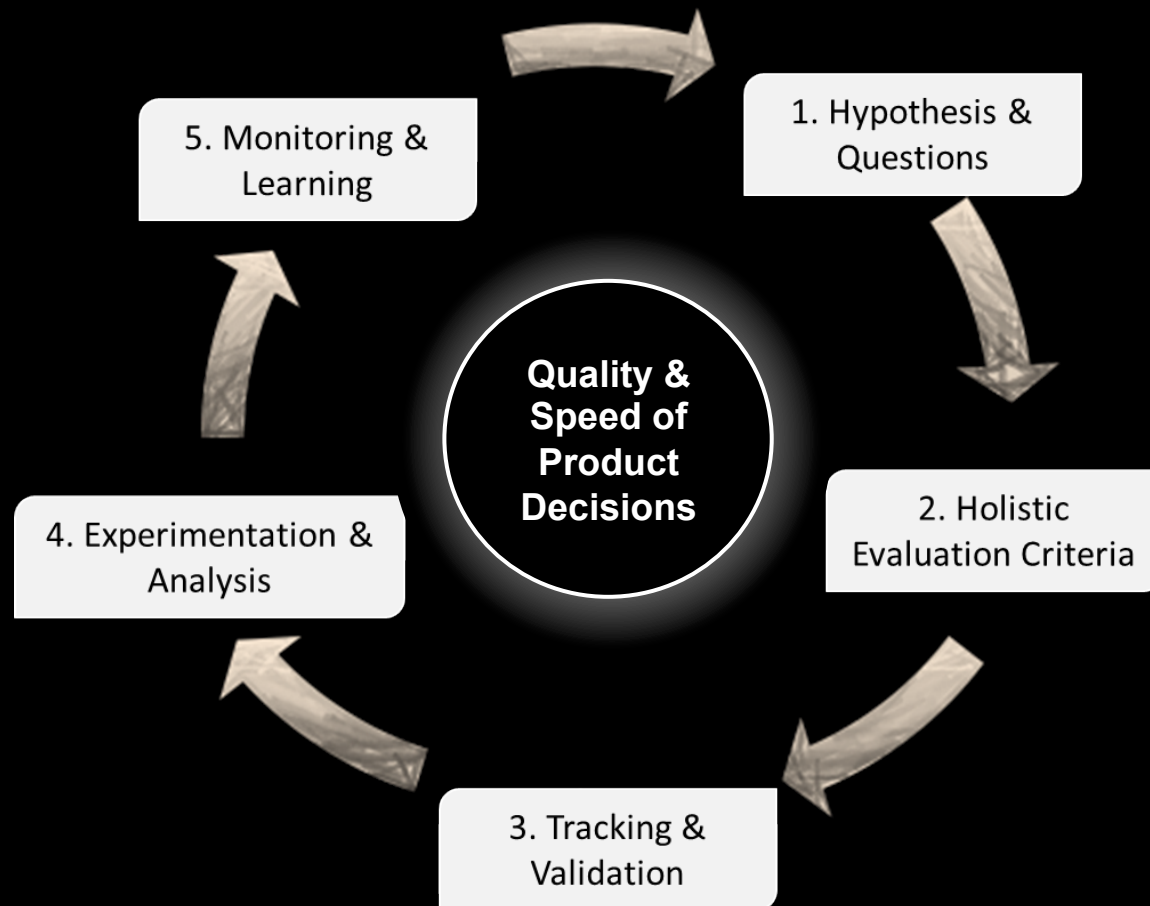 1. Hypothesis &
Questions
2. Holistic
Evaluation Criteria
3. Tracking &
Validation
4. Experimentation &
Analysis
5. Monitoring &
Learning
Quality &
Speed of
Product
Decisions